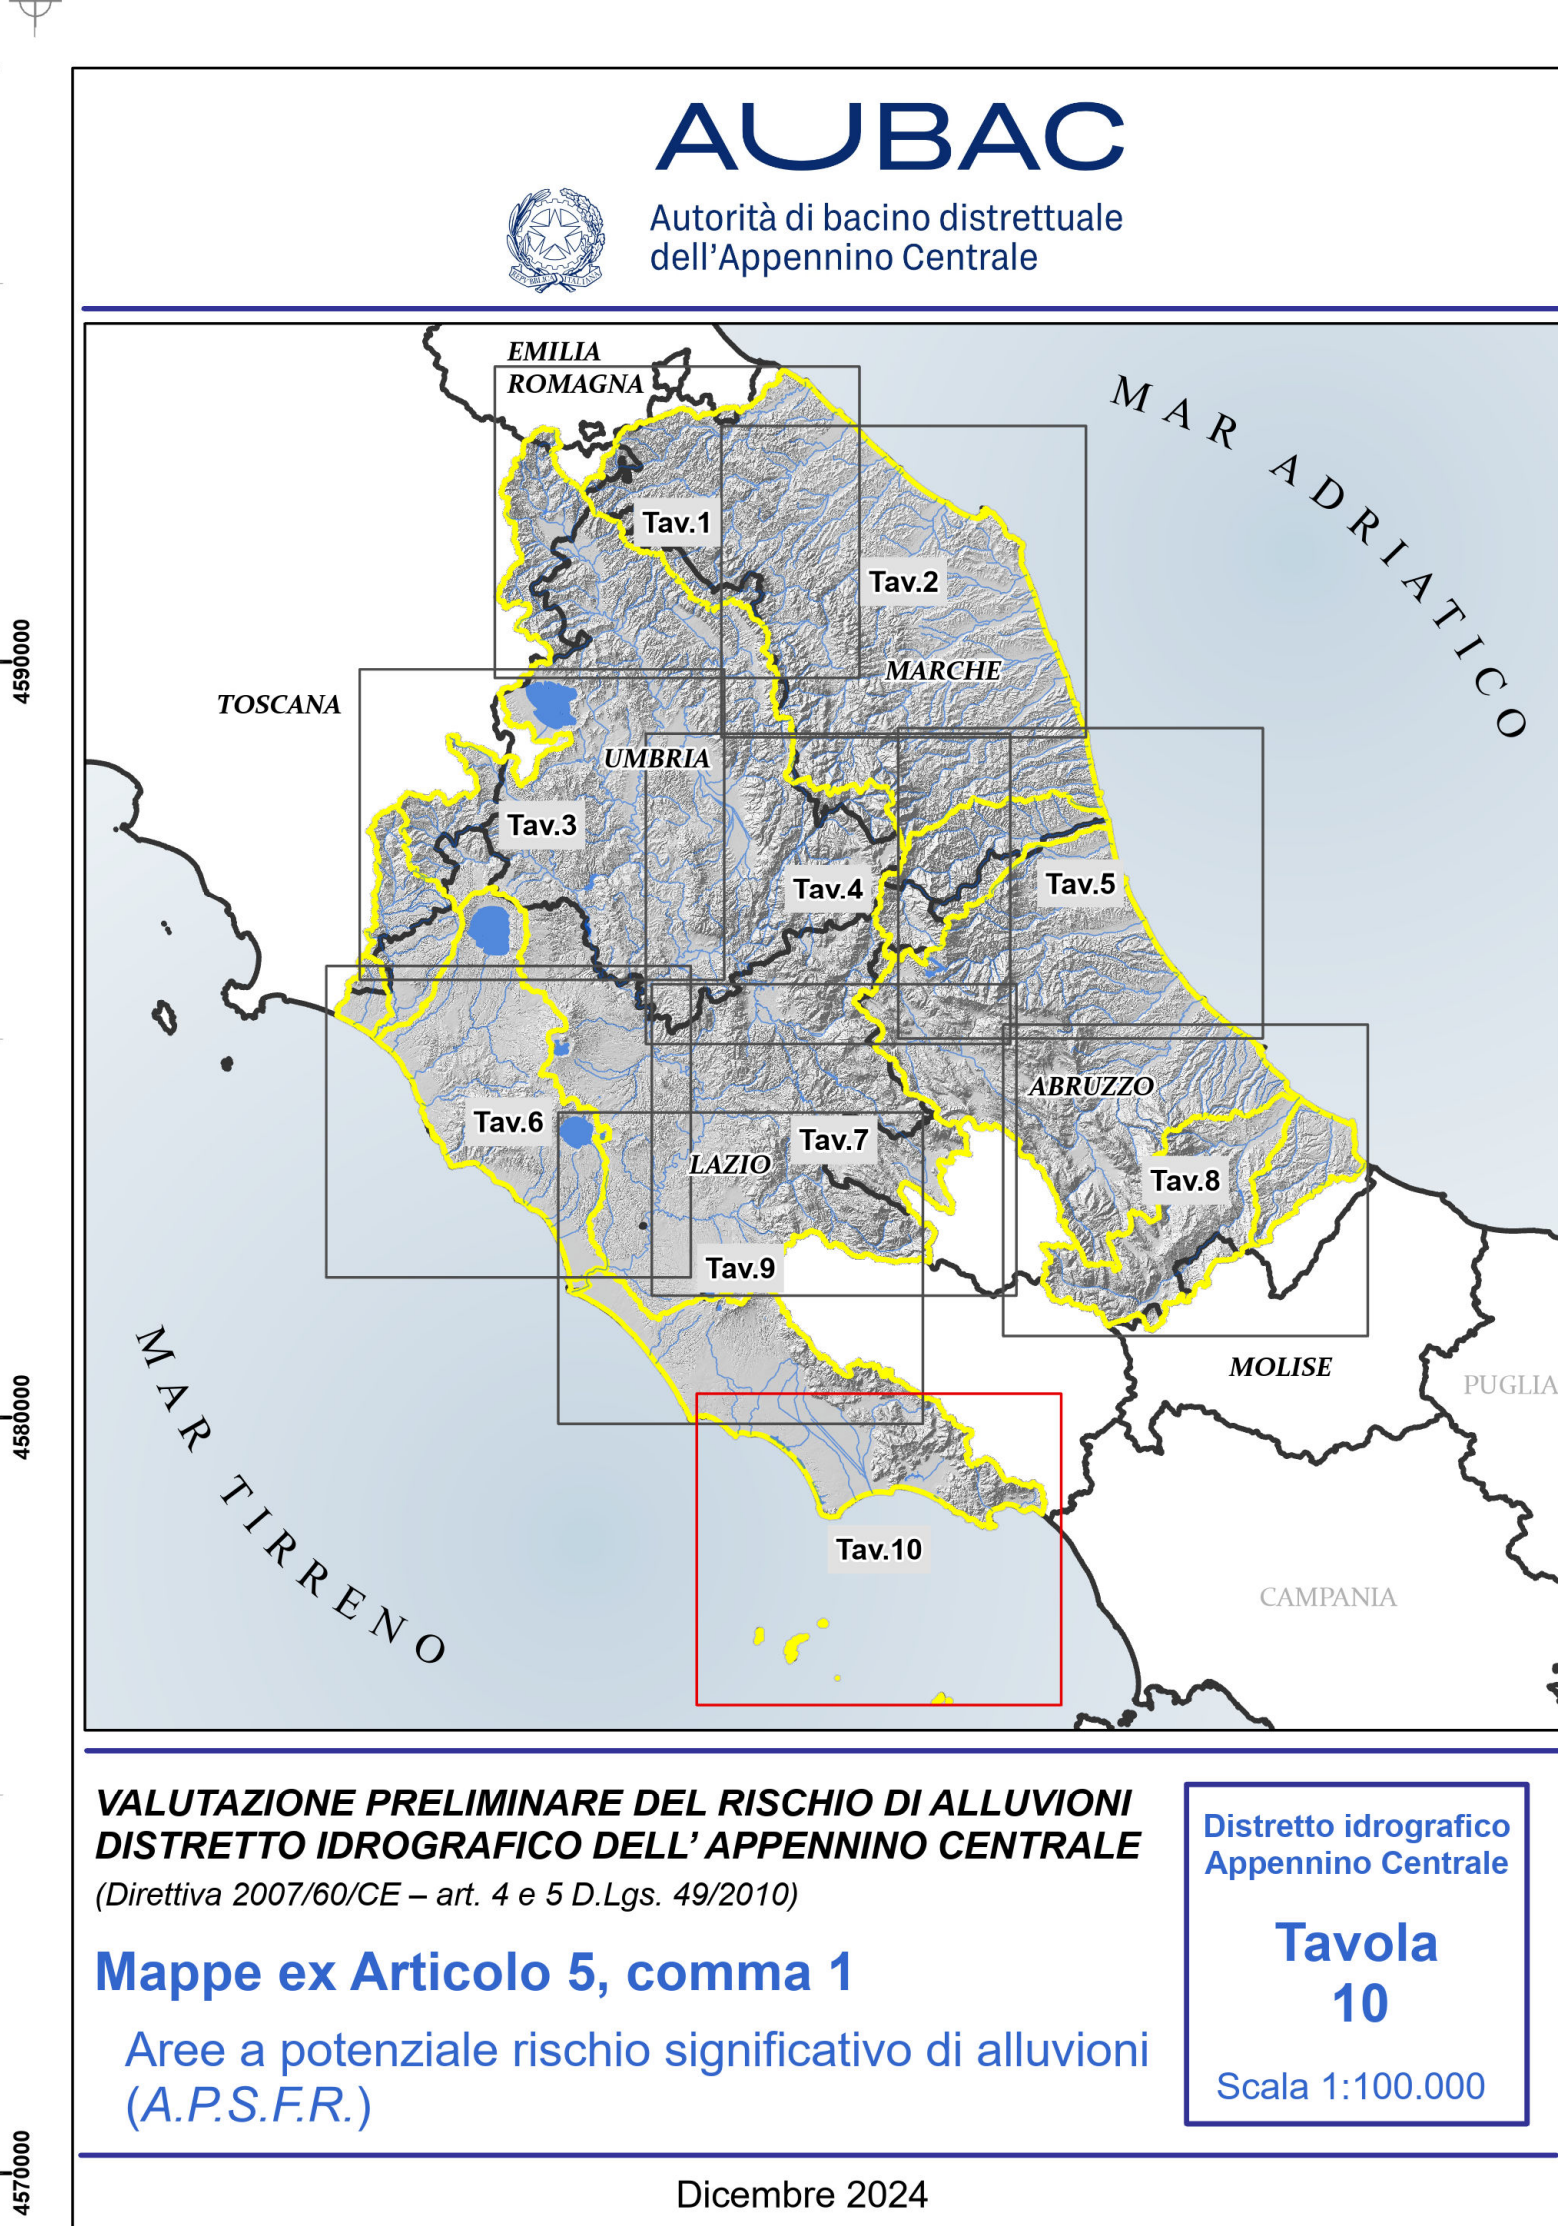 AUBAC
Autorità di bacino distrettuale
dell'Appennino Centrale
REPVBBLICA ITALIANA
EMILIA
ROMAGNA
MAR ADRIATICO
Tav.1
Tav.2
MARCHE
TOSCANA
UMBRIA
Tav.3
Tav.4
Tav.5
ABRUZZO
Tav.6
Tav.7
LAZIO
Tav.8
Tav.9
MAR TIRRENO
MOLISE
PUGLIA
Tav.10
CAMPANIA
4590000
4580000
4570000
VALUTAZIONE PRELIMINARE DEL RISCHIO DI ALLUVIONI
DISTRETTO IDROGRAFICO DELL' APPENNINO CENTRALE
(Direttiva 2007/60/CE – art. 4 e 5 D.Lgs. 49/2010)
Mappe ex Articolo 5, comma 1
Aree a potenziale rischio significativo di alluvioni
(A.P.S.F.R.)
Distretto idrografico
Appennino Centrale
Tavola
10
Scala 1:100.000
Dicembre 2024